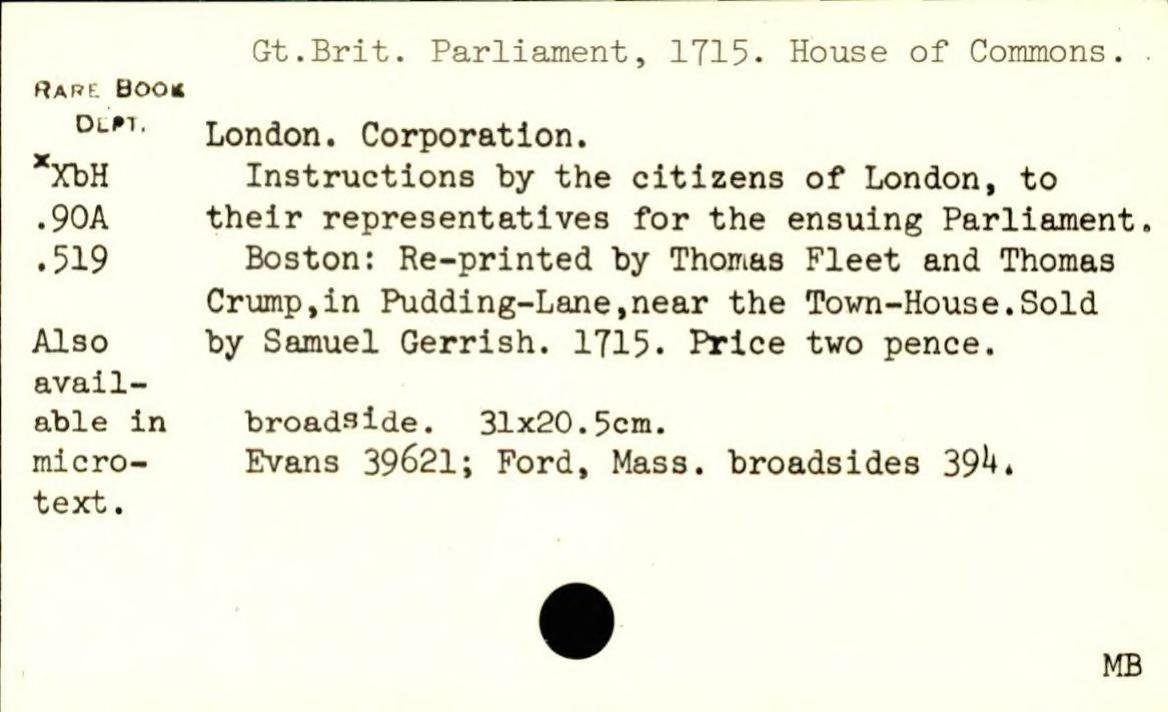 Gt.Brit. Parliament, 1715. House of Commons.
RARE BOOK
DEPT.
London. Corporation.
xXbH Instructions by the citizens of London, to
.90A their representatives for the ensuing Parliament.
.519 Boston: Re-printed by Thomas Fleet and Thomas
Crump,in Pudding-Lane,near the Town-House.Sold
Also by Samuel Gerrish. 1715. Price two pence.
avail-
able in broadside. 31x20.5cm.
micro- Evans 39621; Ford, Mass. broadsides 394.
text.
MB